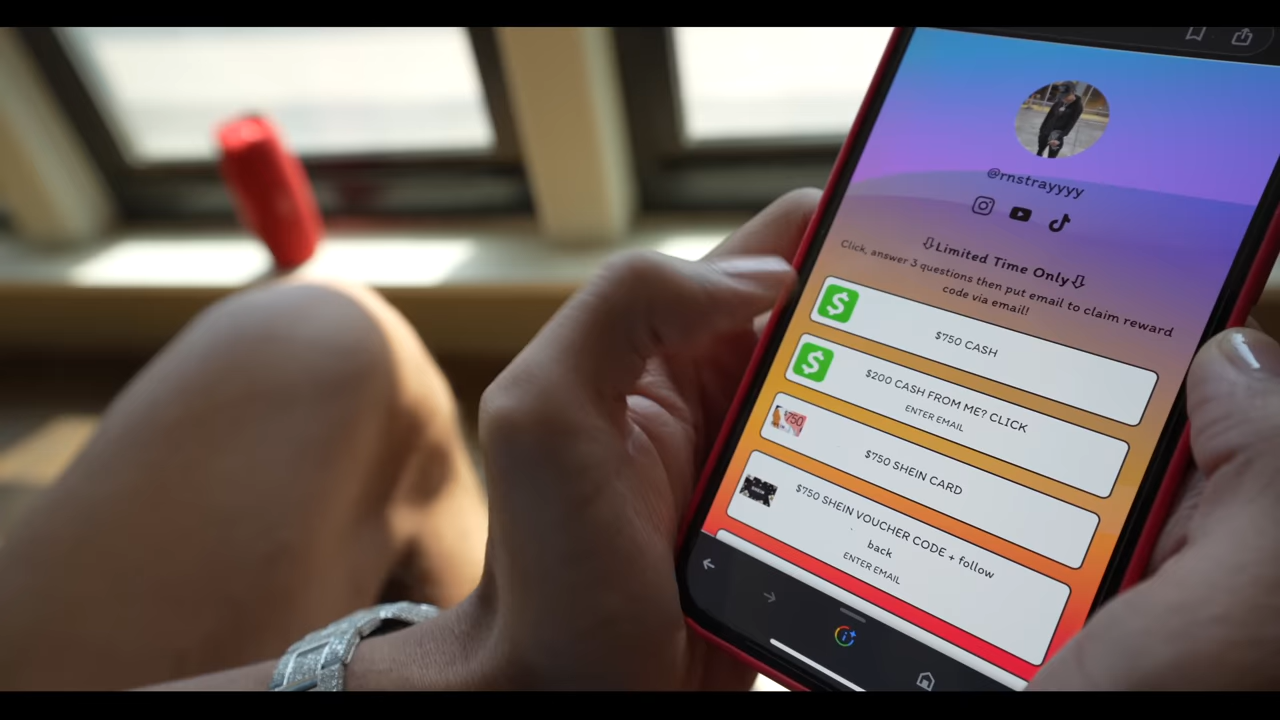 @rnstrayyyy
⇩Limited Time Only⇩
Click, answer 3 questions then put email to claim reward
code via email!
$750 CASH
$200 CASH FROM ME? CLICK
ENTER EMAIL
$750 SHEIN CARD
$750 SHEIN VOUCHER CODE + follow
back
ENTER EMAIL